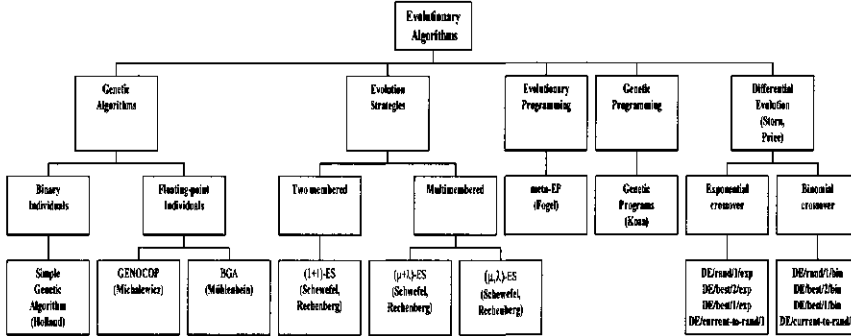 Evolutionary
Algorithms
Genetic
Algorithms
Evolution
Strategies
Evolutionary
Programming
Genetic
Programming
Differential
Evolution
(Storn,
Price)
Binary
Individuals
Floating-point
Individuals
Two membered
Multimembered
meta-EP
(Fogel)
Genetic
Programs
(Koza)
Exponential
crossover
Binomial
crossover
Simple
Genetic
Algorithm
(Holland)
GENOCOP
(Michalewicz)
BGA
(Mühlenbein)
(1+1)-ES
(Schewefel,
Rechenberg)
(μ+λ)-ES
(Schwefel,
Rechenberg)
(μ,λ)-ES
(Schewefel,
Rechenberg)
DE/rand/1/exp
DE/best/2/exp
DE/best/1/exp
DE/current-to-rand/1
DE/rand/1/bin
DE/best/2/bin
DE/best/1/bin
DE/current-to-rand/